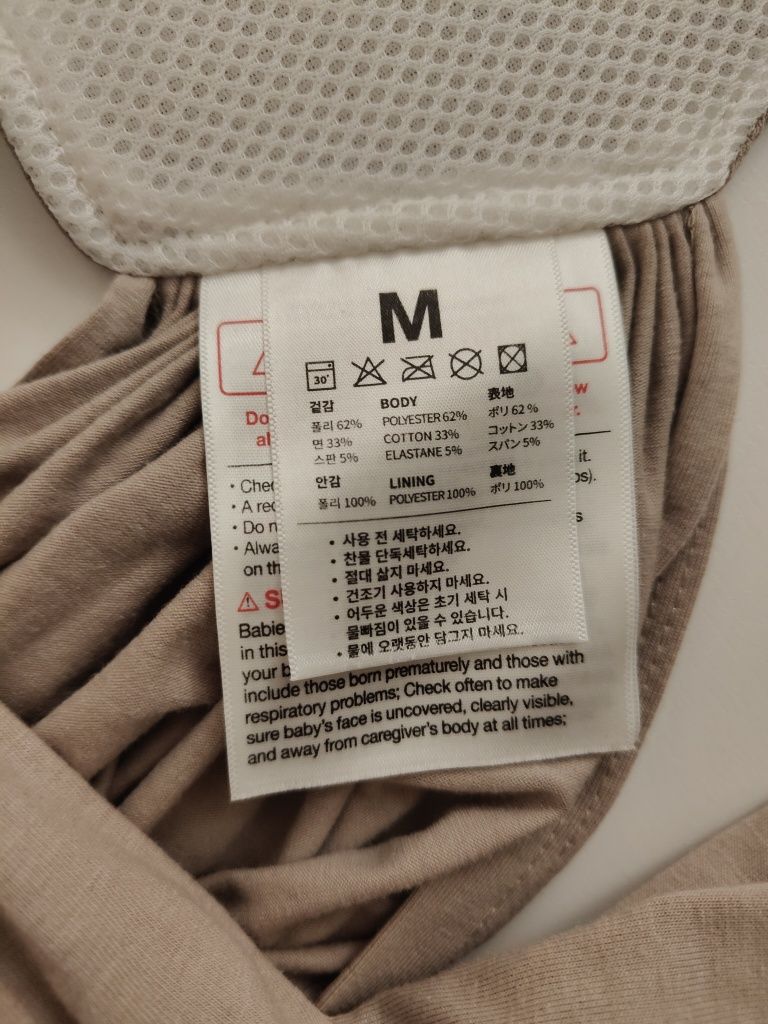 M
30°
겉감
폴리 62%
면 33%
스판 5%
안감
폴리 100%
BODY
POLYESTER 62%
COTTON 33%
ELASTANE 5%
LINING
POLYESTER 100%
表地
ポリ 62 %
コットン 33%
スパン 5%
裏地
ポリ 100%
• 사용 전 세탁하세요.
• 찬물 단독세탁하세요.
• 절대 삶지 마세요.
• 건조기 사용하지 마세요.
• 어두운 색상은 초기 세탁 시
물빠짐이 있을 수 있습니다.
• 물에 오랫동안 담그지 마세요.
Do
it.
• A
• Do
on
in this
your
include those born prematurely and those with
respiratory problems; Check often to make
sure baby's face is uncovered, clearly visible,
and away from caregiver's body at all times;